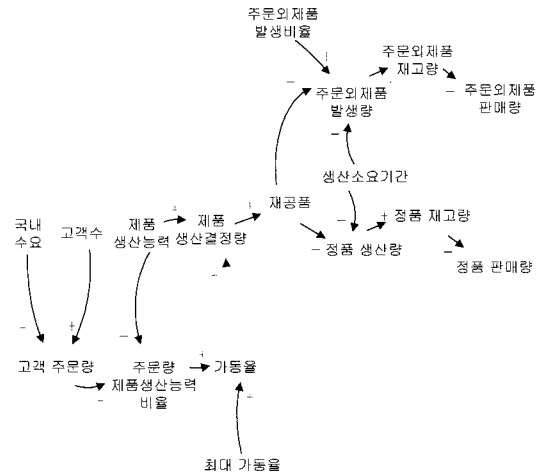 주문외제품
발생비율
주문외제품
재고량
주문외제품
발생량
주문외제품
판매량
생산소요기간
재공품
국내
수요
고객수
제품
생산능력
제품
생산결정량
정품 재고량
정품 생산량
정품 판매량
고객 주문량
주문량
제품생산능력
비율
가동율
최대 가동율